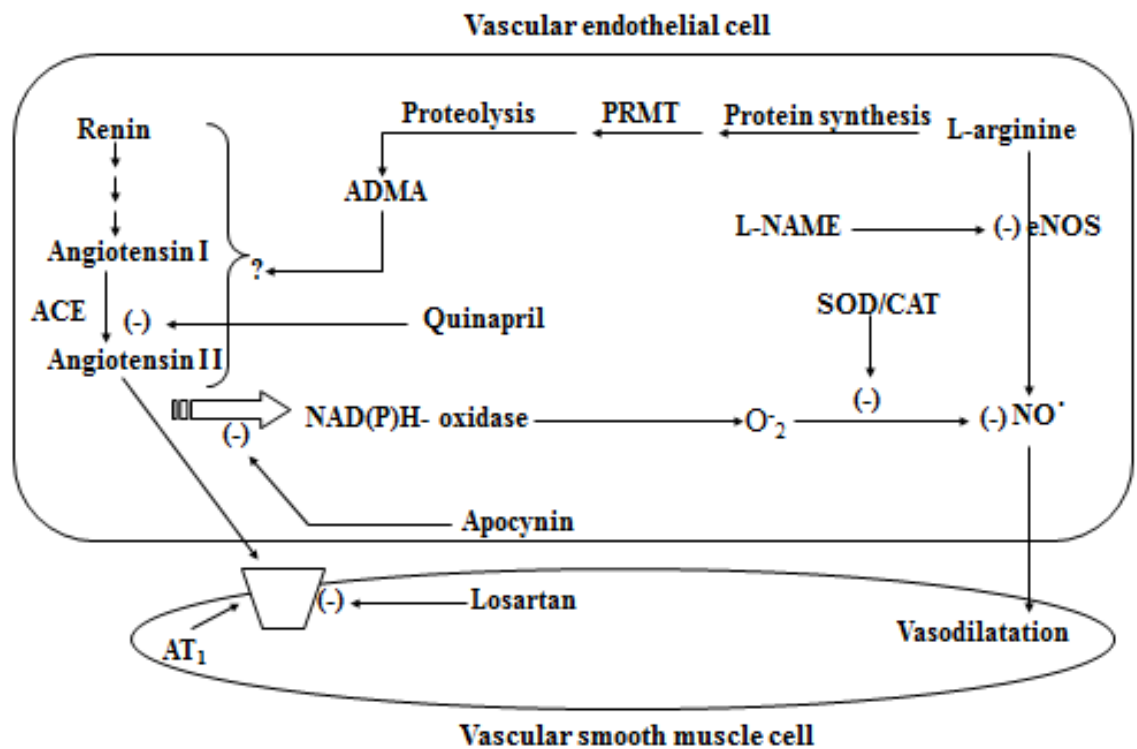 Vascular endothelial cell
Renin
Proteolysis
PRMT
Protein synthesis
L-arginine
ADMA
L-NAME
(-) eNOS
Angiotensin I
?
SOD/CAT
ACE
(-)
Quinapril
Angiotensin II
(-)
NAD(P)H- oxidase
O⁻₂
(-) NO˙
(-)
Apocynin
(-)
Losartan
AT₁
Vasodilatation
Vascular smooth muscle cell